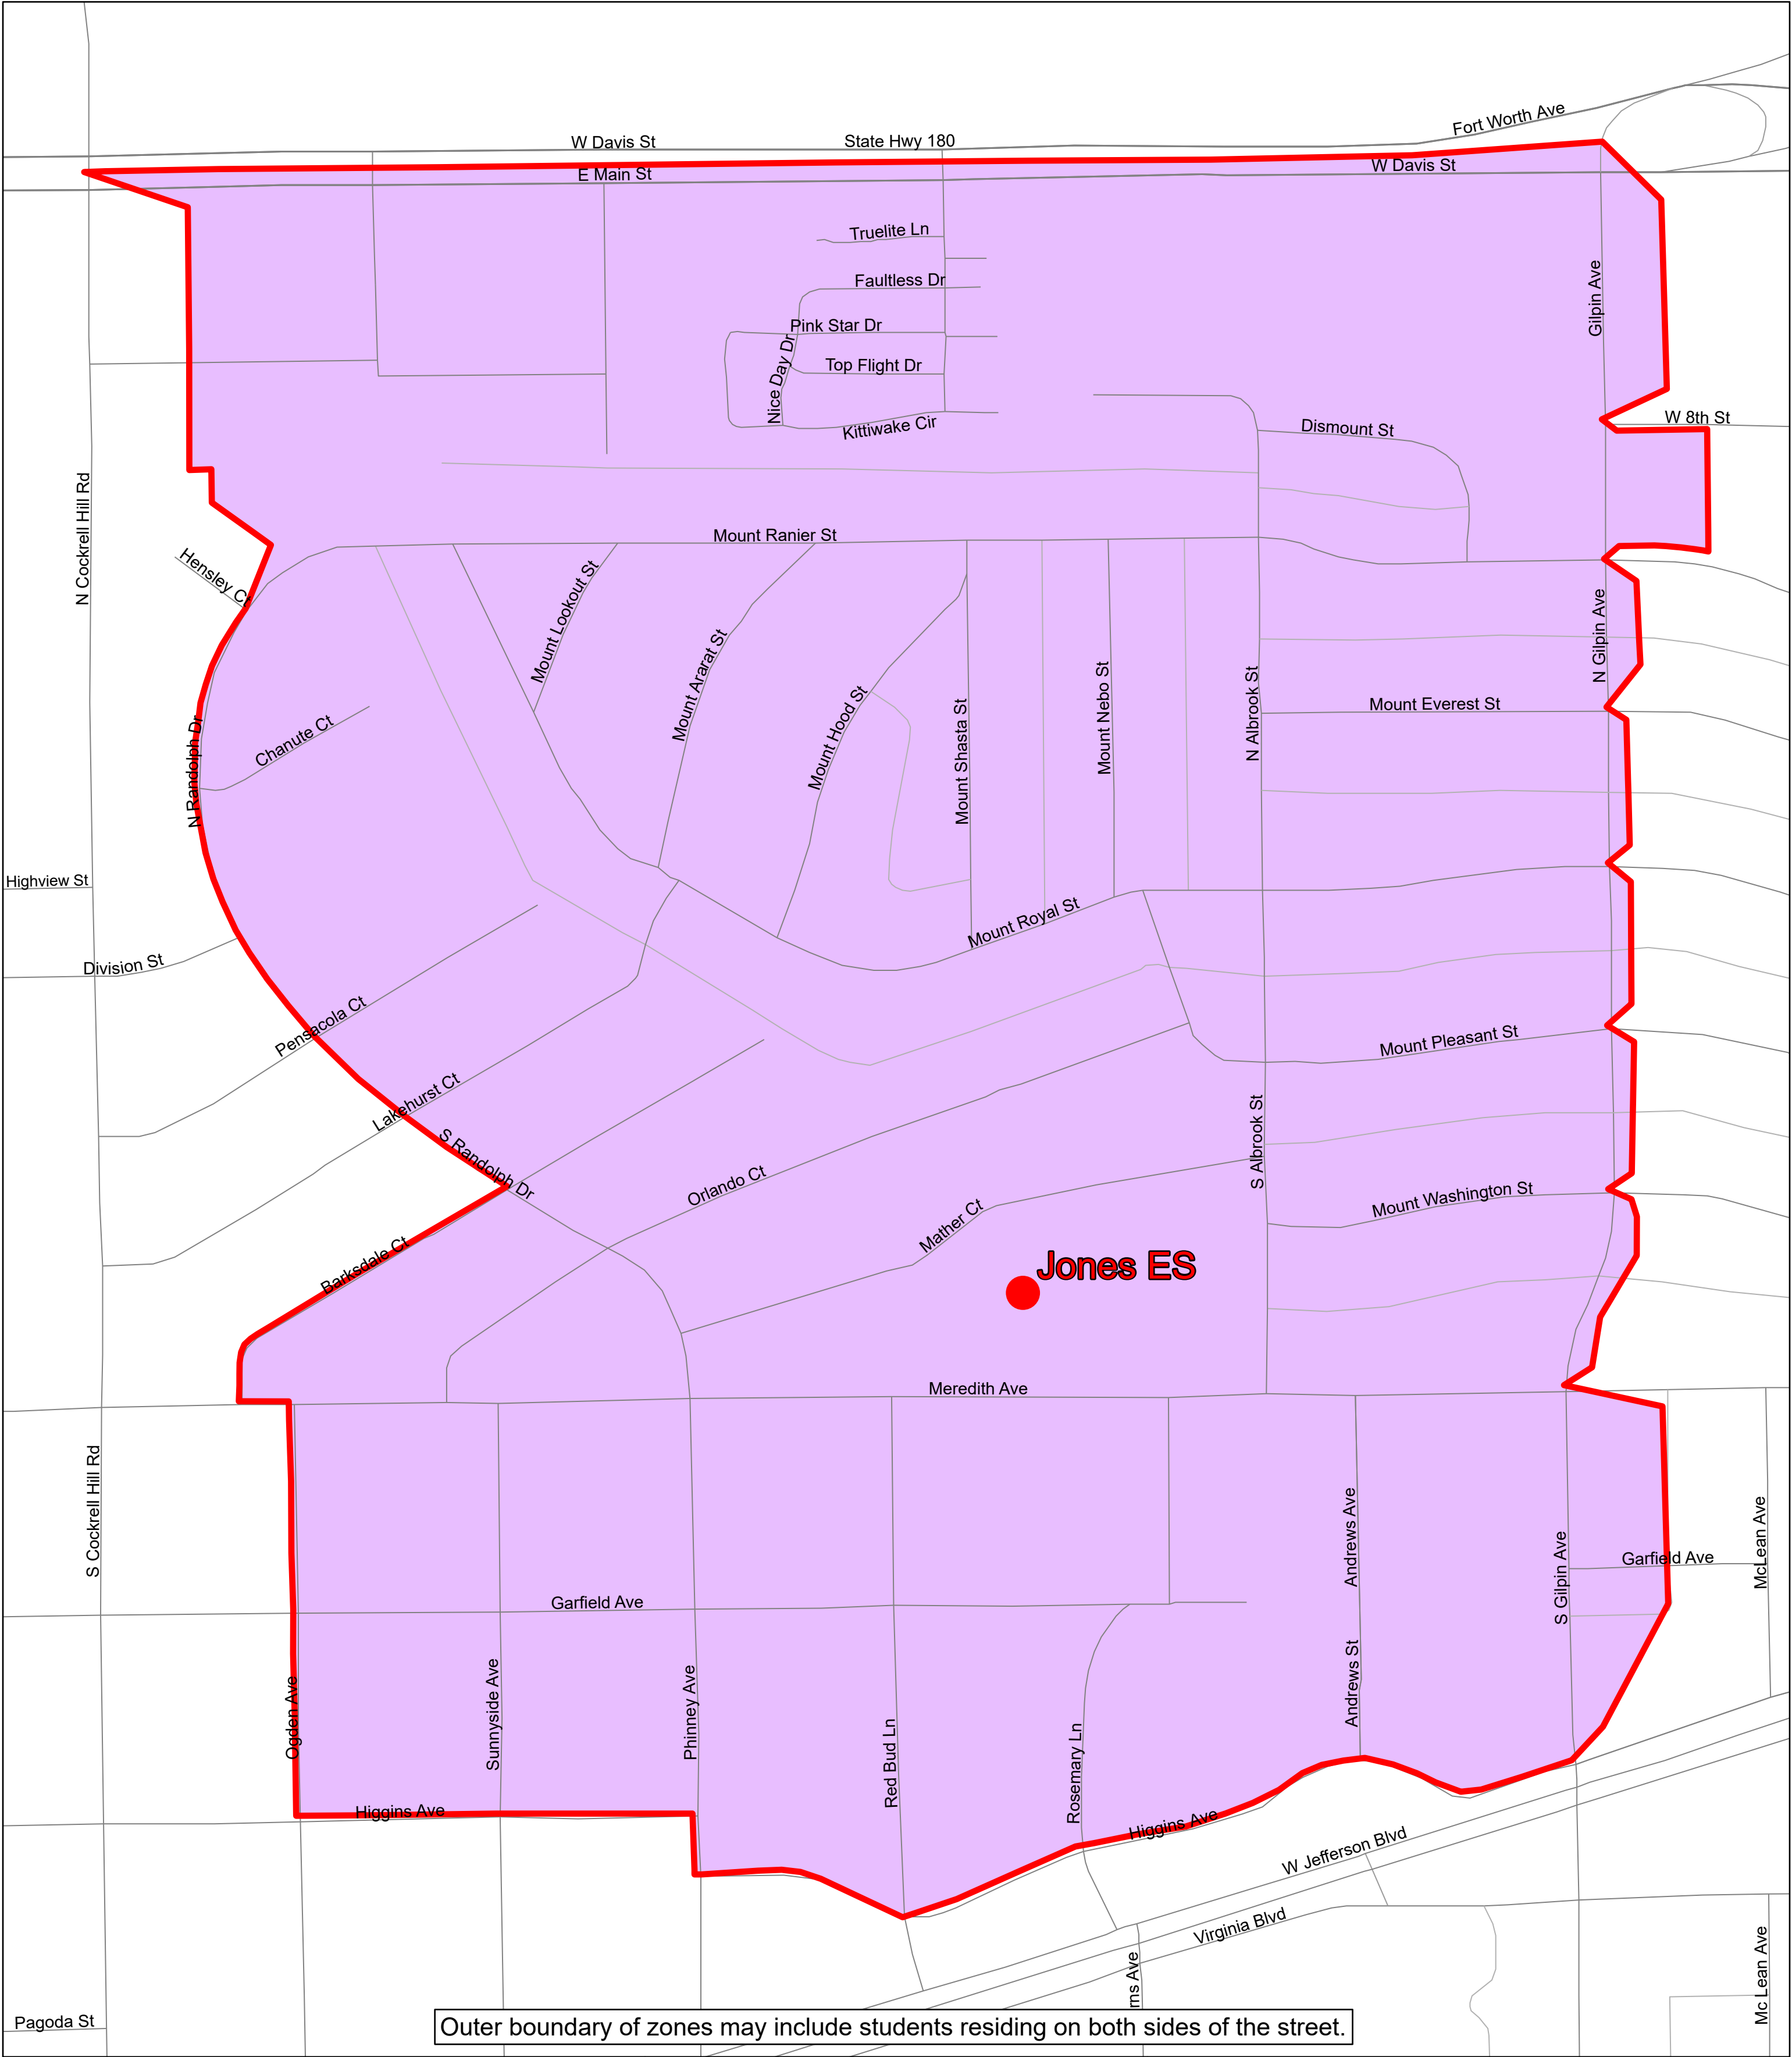 Fort Worth Ave
W Davis St
State Hwy 180
W Davis St
E Main St
Truelite Ln
Gilpin Ave
Faultless Dr
Pink Star Dr
Nice Day Dr
Top Flight Dr
Kittiwake Cir
Dismount St
W 8th St
N Cockrell Hill Rd
Mount Ranier St
Hensley Ct
Mount Lookout St
Mount Ararat St
Mount Hood St
Mount Shasta St
Mount Nebo St
N Albrook St
N Gilpin Ave
Mount Everest St
N Randolph Dr
Chanute Ct
Highview St
Mount Royal St
Division St
Pensacola Ct
Mount Pleasant St
Lakehurst Ct
S Randolph Dr
S Albrook St
Orlando Ct
Mather Ct
Mount Washington St
Barksdale Ct
Jones ES
Meredith Ave
S Cockrell Hill Rd
Andrews Ave
S Gilpin Ave
Garfield Ave
McLean Ave
Garfield Ave
Andrews St
Ogden Ave
Sunnyside Ave
Phinney Ave
Red Bud Ln
Rosemary Ln
Higgins Ave
Higgins Ave
W Jefferson Blvd
Virginia Blvd
Mc Lean Ave
Ave
Pagoda St
Outer boundary of zones may include students residing on both sides of the street.